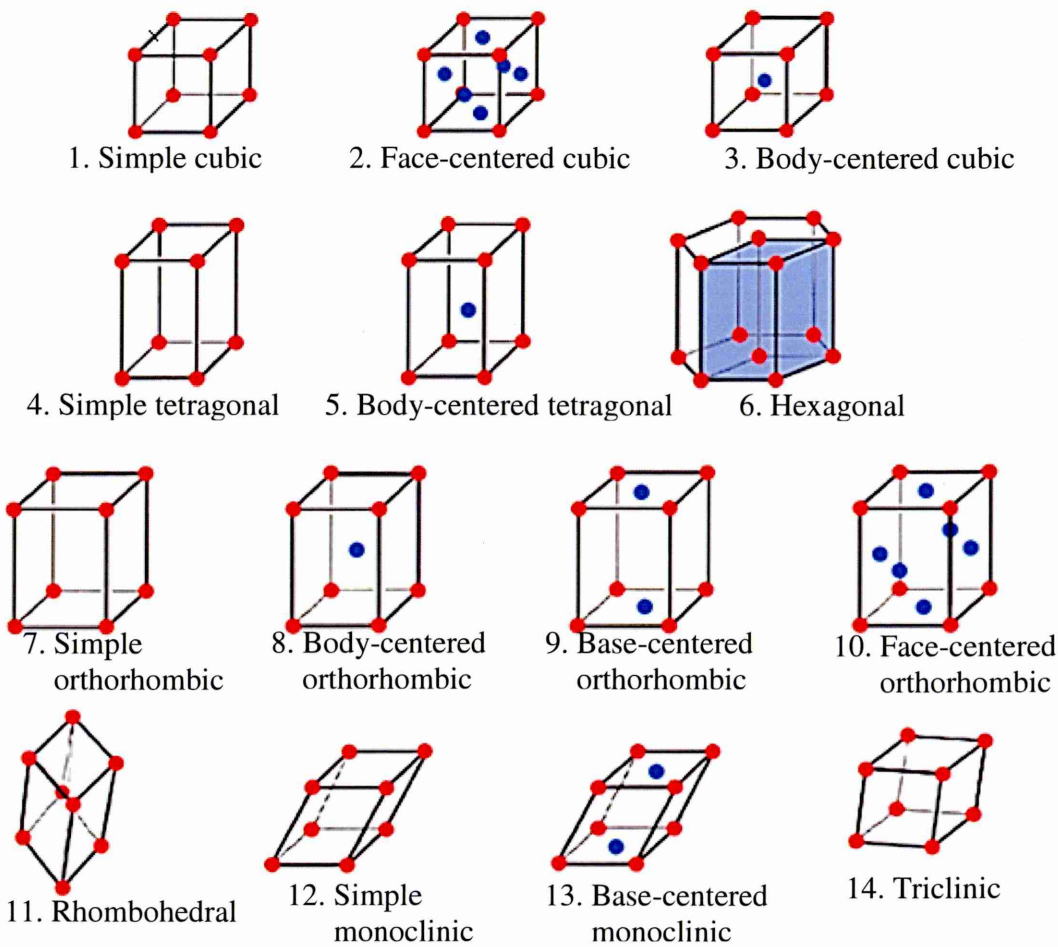 1. Simple cubic
2. Face-centered cubic
3. Body-centered cubic
4. Simple tetragonal
5. Body-centered tetragonal
6. Hexagonal
7. Simple
orthorhombic
8. Body-centered
orthorhombic
9. Base-centered
orthorhombic
10. Face-centered
orthorhombic
11. Rhombohedral
12. Simple
monoclinic
13. Base-centered
monoclinic
14. Triclinic